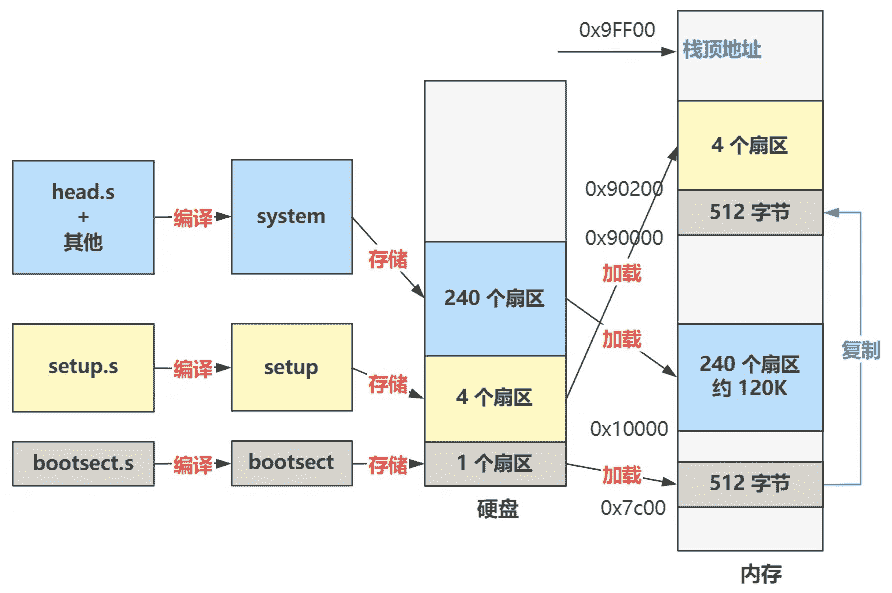 0x9FF00
栈顶地址
head.s
+
其他
编译
system
存储
240 个扇区
加载
4 个扇区
0x90200
512 字节
0x90000
加载
240 个扇区
约 120K
复制
setup.s
编译
setup
存储
4 个扇区
0x10000
bootsect.s
编译
bootsect
存储
1 个扇区
加载
512 字节
0x7c00
硬盘
内存